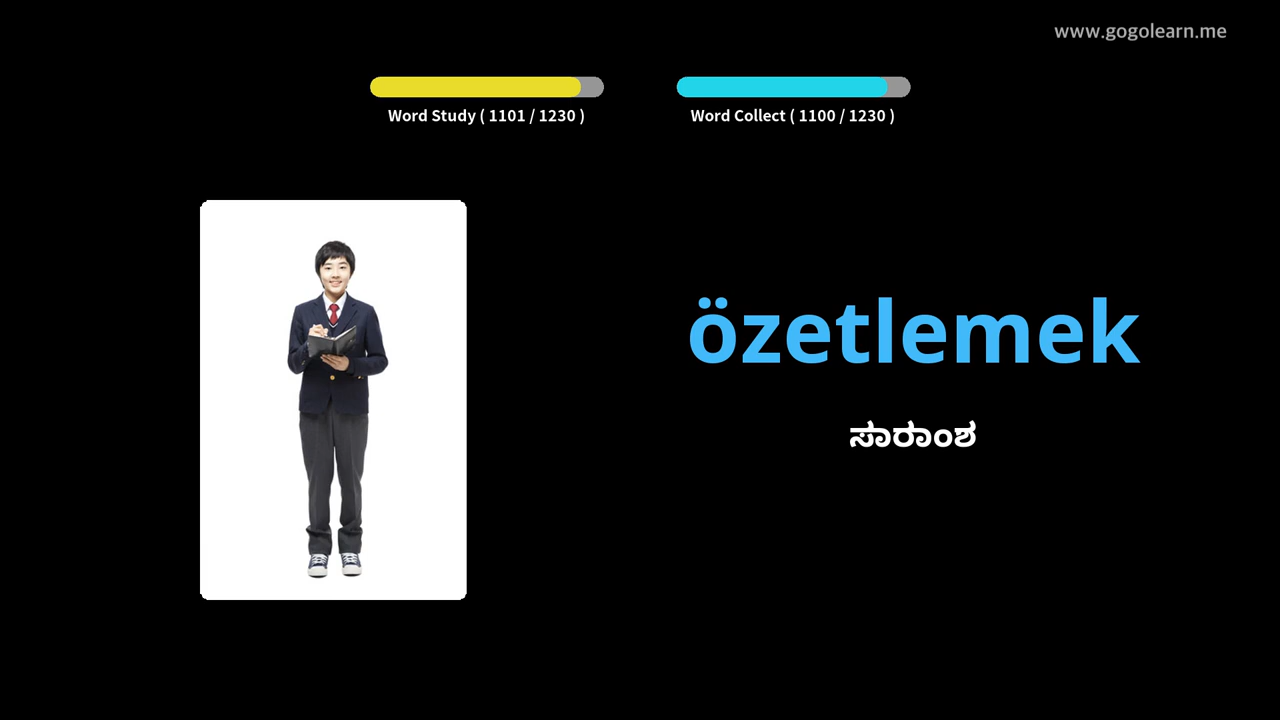 www.gogolearn.me
Word Study ( 1101 / 1230 )
Word Collect ( 1100 / 1230 )
özetlemek
ಸಾರಾಂಶ